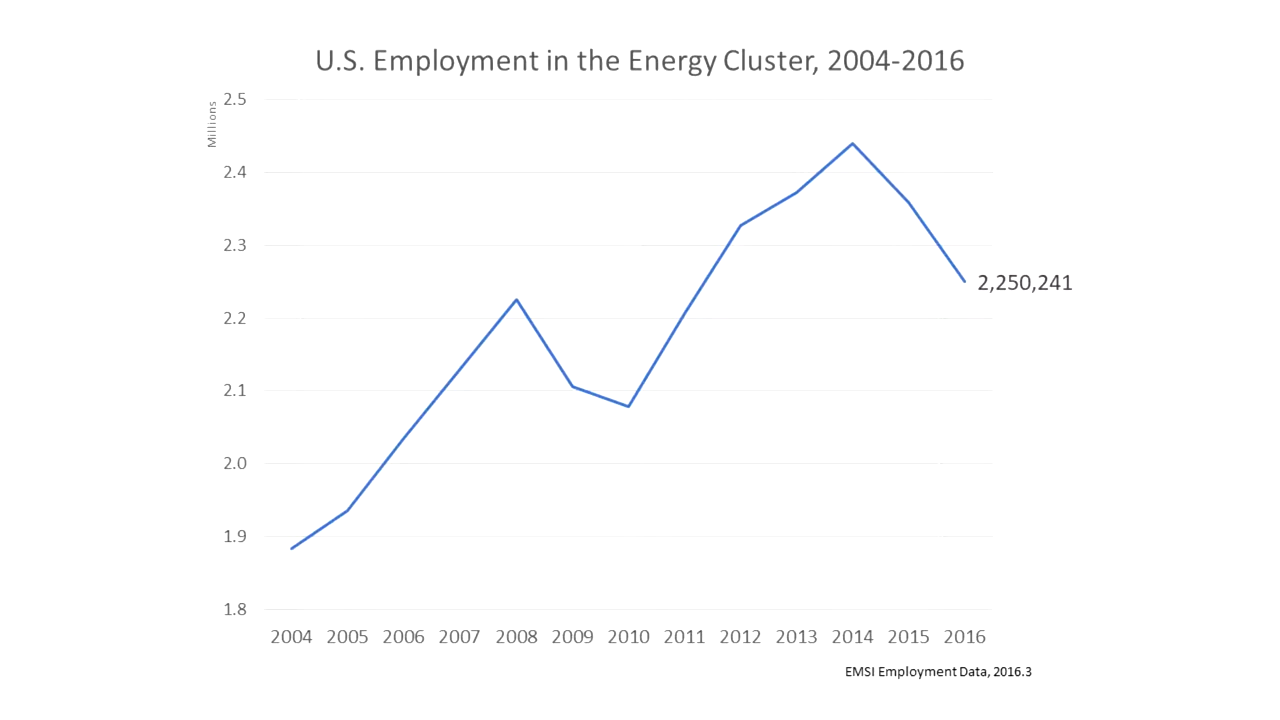 U.S. Employment in the Energy Cluster, 2004-2016
Millions
2.5
2.4
2.3
2.2
2.1
2.0
1.9
1.8
2,250,241
2004 2005 2006 2007 2008 2009 2010 2011 2012 2013 2014 2015 2016
EMSI Employment Data, 2016.3